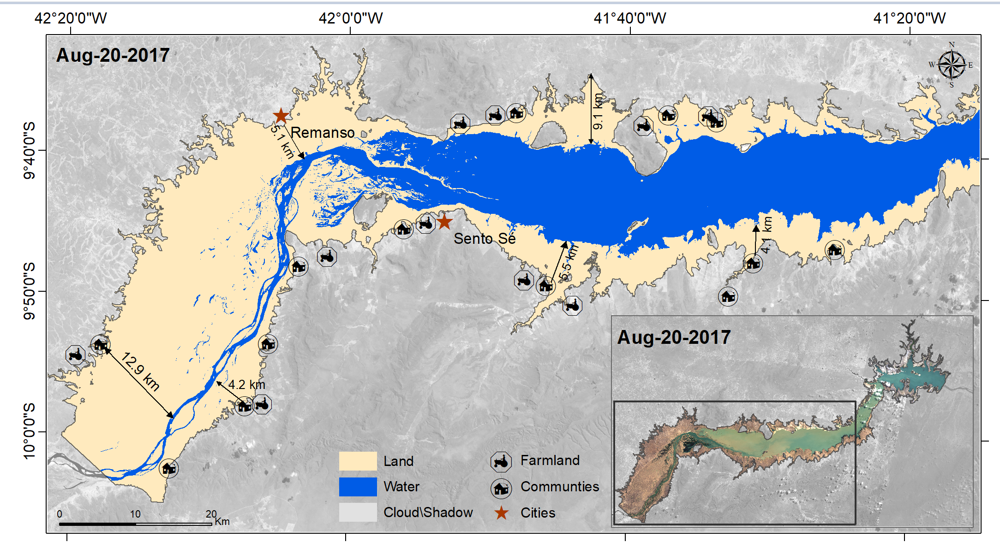 42°20'0"W
42°0'0"W
41°40'0"W
41°20'0"W
Aug-20-2017
N
W
E
S
9.1 km
5.1 km
Remanso
9°40'0"S
Sento Sé
4.1 km
5.5 km
9°50'0"S
Aug-20-2017
12.9 km
4.2 km
10°0'0"S
Land
Farmland
Water
Communties
Cloud\Shadow
Cities
0
10
20
Km